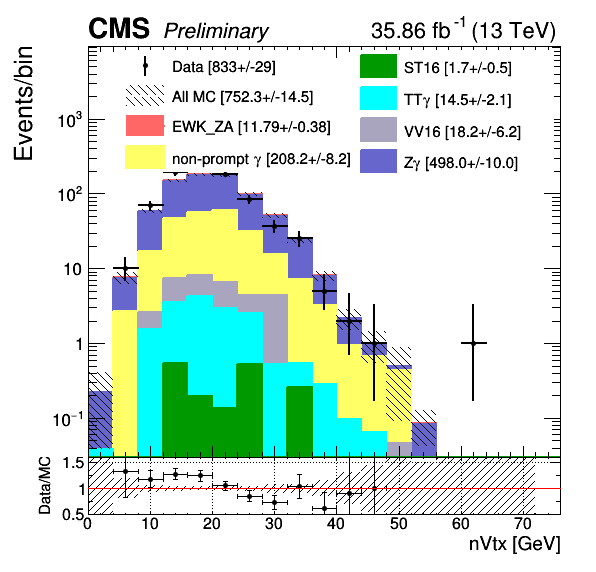 CMS Preliminary 35.86 fb⁻¹ (13 TeV)
Events/bin
Data [833+/-29]
All MC [752.3+/-14.5]
EWK_ZA [11.79+/-0.38]
non-prompt γ [208.2+/-8.2]
ST16 [1.7+/-0.5]
TTγ [14.5+/-2.1]
VV16 [18.2+/-6.2]
Zγ [498.0+/-10.0]
10³
10²
10
1
10⁻¹
Data/MC
1.5
1
0.5
0 10 20 30 40 50 60 70
nVtx [GeV]